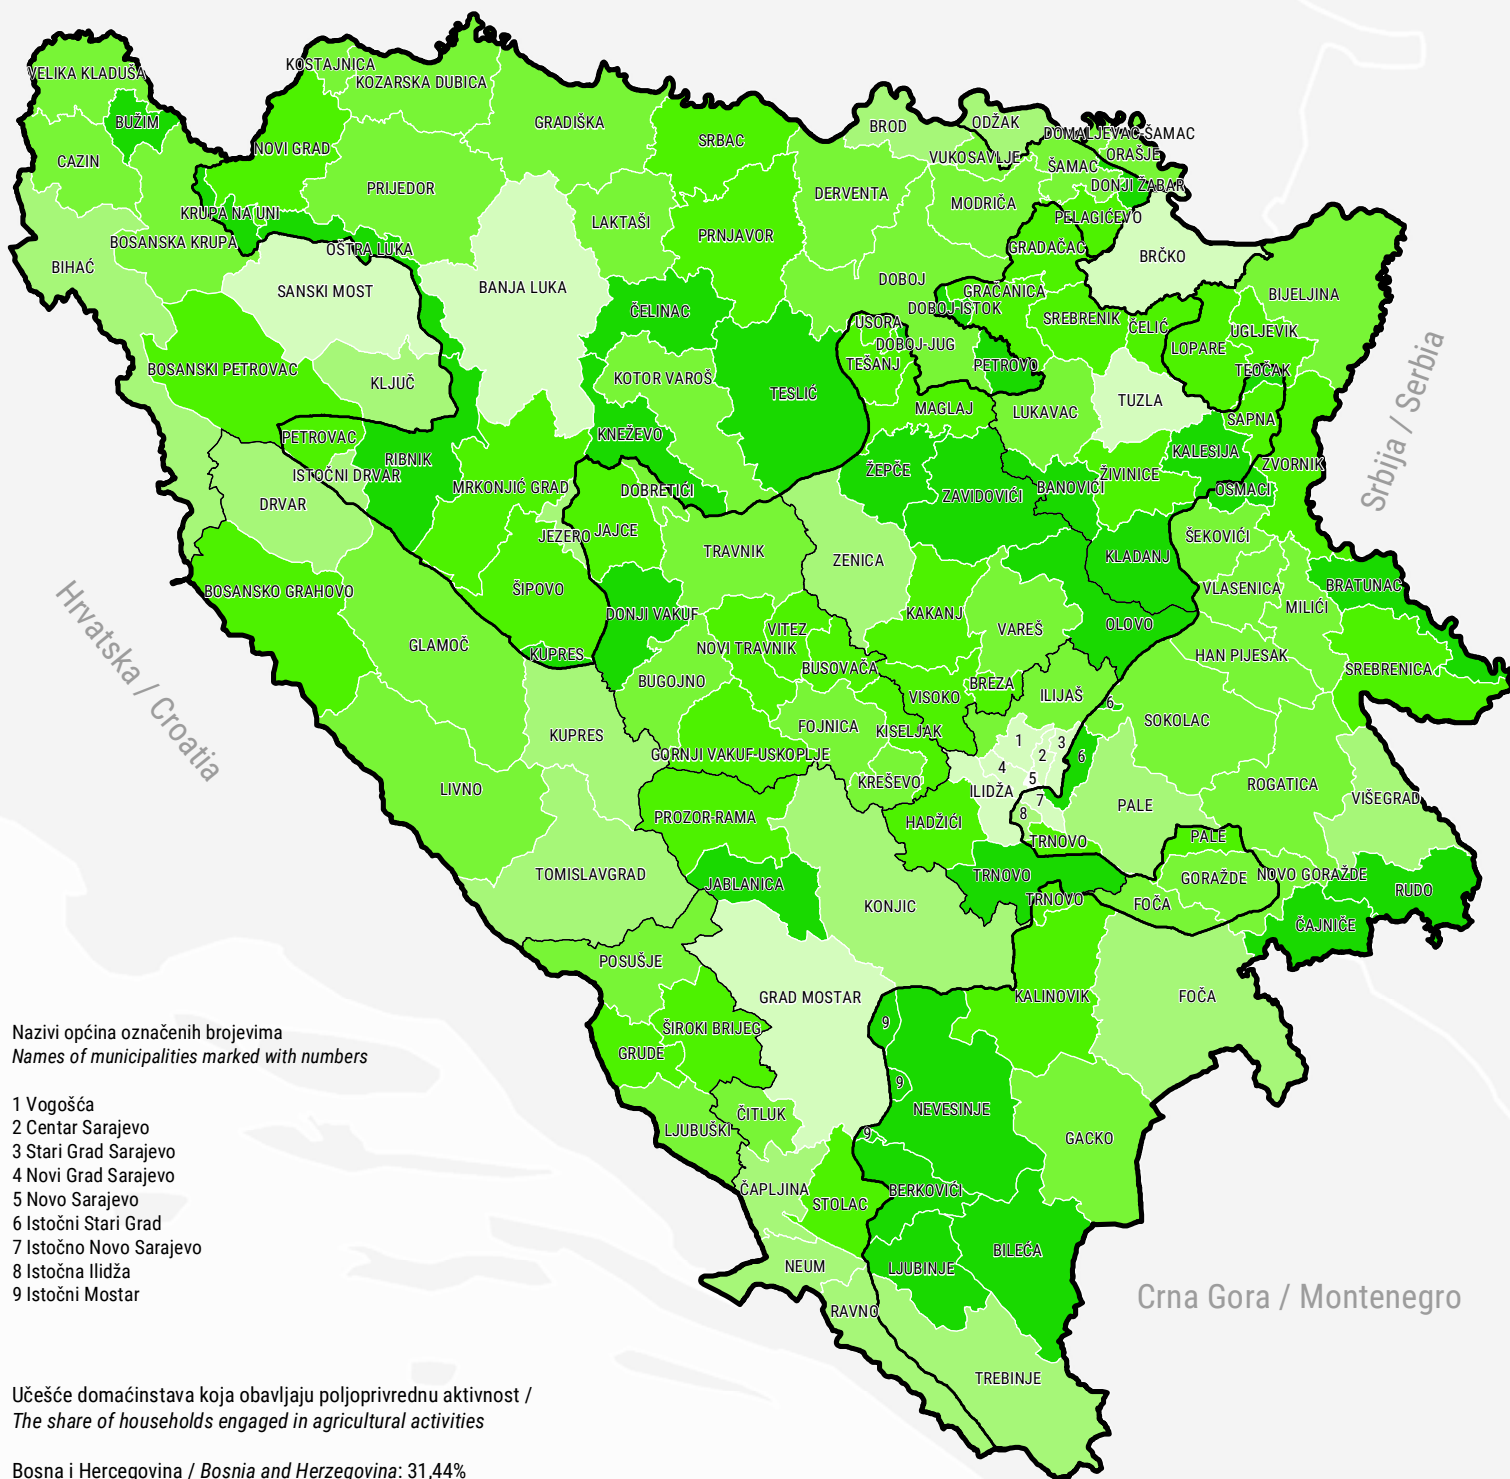 VELIKA KLADUŠA
KOSTAJNICA
KOZARSKA DUBICA
BUŽIM
GRADIŠKA
SRBAC
BROD
ODŽAK
DOMALJEVAC-ŠAMAC
CAZIN
NOVI GRAD
PRIJEDOR
VUKOSAVLJE
ŠAMAC
ORAŠJE
DONJI ŽABAR
LAKTAŠI
DERVENTA
MODRIČA
PELAGIĆEVO
KRUPA NA UNI
BOSANSKA KRUPA
OŠTRA LUKA
PRNJAVOR
GRADAČAC
BRČKO
BIHAĆ
SANSKI MOST
BANJA LUKA
DOBOJ
GRAČANICA
DOBOJ-ISTOK
BIJELJINA
ČELINAC
USORA
SREBRENIK
ČELIĆ
UGLJEVIK
DOBOJ-JUG
LOPARE
BOSANSKI PETROVAC
KLJUČ
KOTOR VAROŠ
TESLIĆ
TEŠANJ
PETROVO
TEOČAK
MAGLAJ
LUKAVAC
TUZLA
SAPNA
PETROVAC
KNEŽEVO
KALESIJA
RIBNIK
ISTOČNI DRVAR
ŽEPČE
ZVORNIK
MRKONJIĆ GRAD
DOBRETIĆI
ZAVIDOVIĆI
BANOVIĆI
ŽIVINICE
OSMACI
DRVAR
JEZERO
JAJCE
TRAVNIK
ZENICA
ŠEKOVIĆI
KLADANJ
BOSANSKO GRAHOVO
ŠIPOVO
VLASENICA
BRATUNAC
MILIĆI
DONJI VAKUF
KAKANJ
VAREŠ
OLOVO
GLAMOČ
KUPRES
NOVI TRAVNIK
VITEZ
BUSOVAČA
HAN PIJESAK
SREBRENICA
BUGOJNO
VISOKO
BREZA
ILIJAŠ
6
KUPRES
FOJNICA
KISELJAK
SOKOLAC
GORNJI VAKUF-USKOPLJE
1
2
3
6
4
5
LIVNO
KREŠEVO
ILIDŽA
7
8
PALE
ROGATICA
VIŠEGRAD
PROZOR-RAMA
HADŽIĆI
TRNOVO
PALE
TOMISLAVGRAD
JABLANICA
TRNOVO
GORAŽDE
NOVO GORAŽDE
RUDO
KONJIC
TRNOVO
FOČA
ČAJNIČE
POSUŠJE
GRAD MOSTAR
KALINOVIK
FOČA
ŠIROKI BRIJEG
9
GRUDE
9
NEVESINJE
ČITLUK
LJUBUŠKI
9
GACKO
ČAPLJINA
STOLAC
BERKOVIĆI
NEUM
LJUBINJE
BILEĆA
RAVNO
TREBINJE
Hrvatska / Croatia
Srbija / Serbia
Crna Gora / Montenegro
Nazivi općina označenih brojevima
Names of municipalities marked with numbers
1 Vogošća
2 Centar Sarajevo
3 Stari Grad Sarajevo
4 Novi Grad Sarajevo
5 Novo Sarajevo
6 Istočni Stari Grad
7 Istočno Novo Sarajevo
8 Istočna Ilidža
9 Istočni Mostar
Učešće domaćinstava koja obavljaju poljoprivrednu aktivnost /
The share of households engaged in agricultural activities
Bosna i Hercegovina / Bosnia and Herzegovina: 31,44%